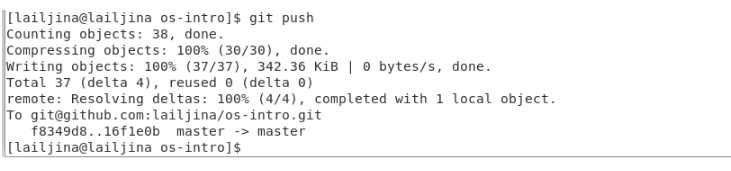 [lailjina@lailjina os-intro]$ git push
Counting objects: 38, done.
Compressing objects: 100% (30/30), done.
Writing objects: 100% (37/37), 342.36 KiB | 0 bytes/s, done.
Total 37 (delta 4), reused 0 (delta 0)
remote: Resolving deltas: 100% (4/4), completed with 1 local object.
To git@github.com:lailjina/os-intro.git
   f8349d8..16f1e0b  master -> master
[lailjina@lailjina os-intro]$